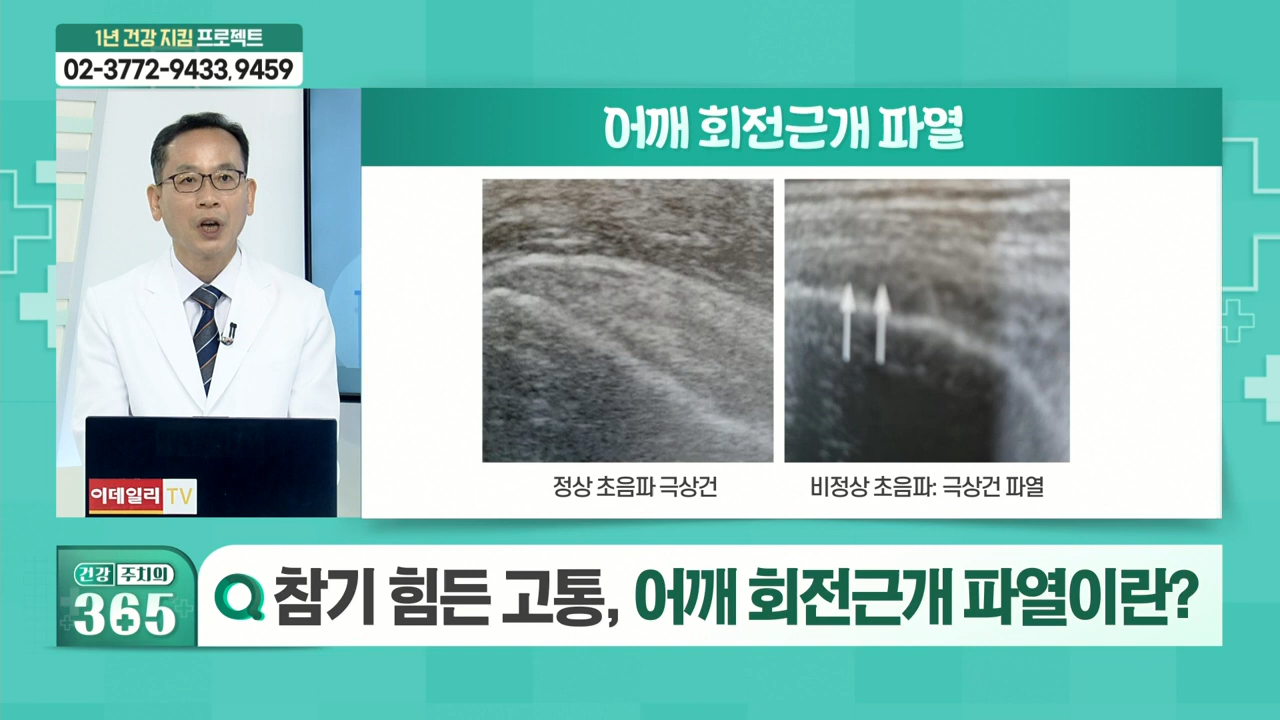 1년 건강 지킴 프로젝트
02-3772-9433, 9459
어깨 회전근개 파열
정상 초음파 극상건
비정상 초음파: 극상건 파열
이데일리 TV
건강 주치의
365
Q 참기 힘든 고통, 어깨 회전근개 파열이란?